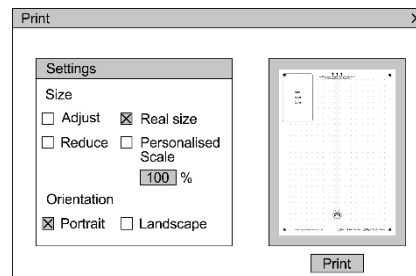 Print X
Settings
Size
Adjust Real size
Reduce Personalised
Scale
100 %
Orientation
Portrait Landscape
Print